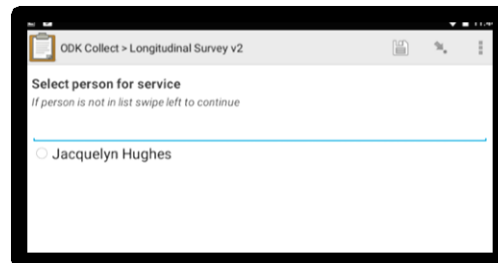 ODK Collect > Longitudinal Survey v2
Select person for service
If person is not in list swipe left to continue
Jacquelyn Hughes